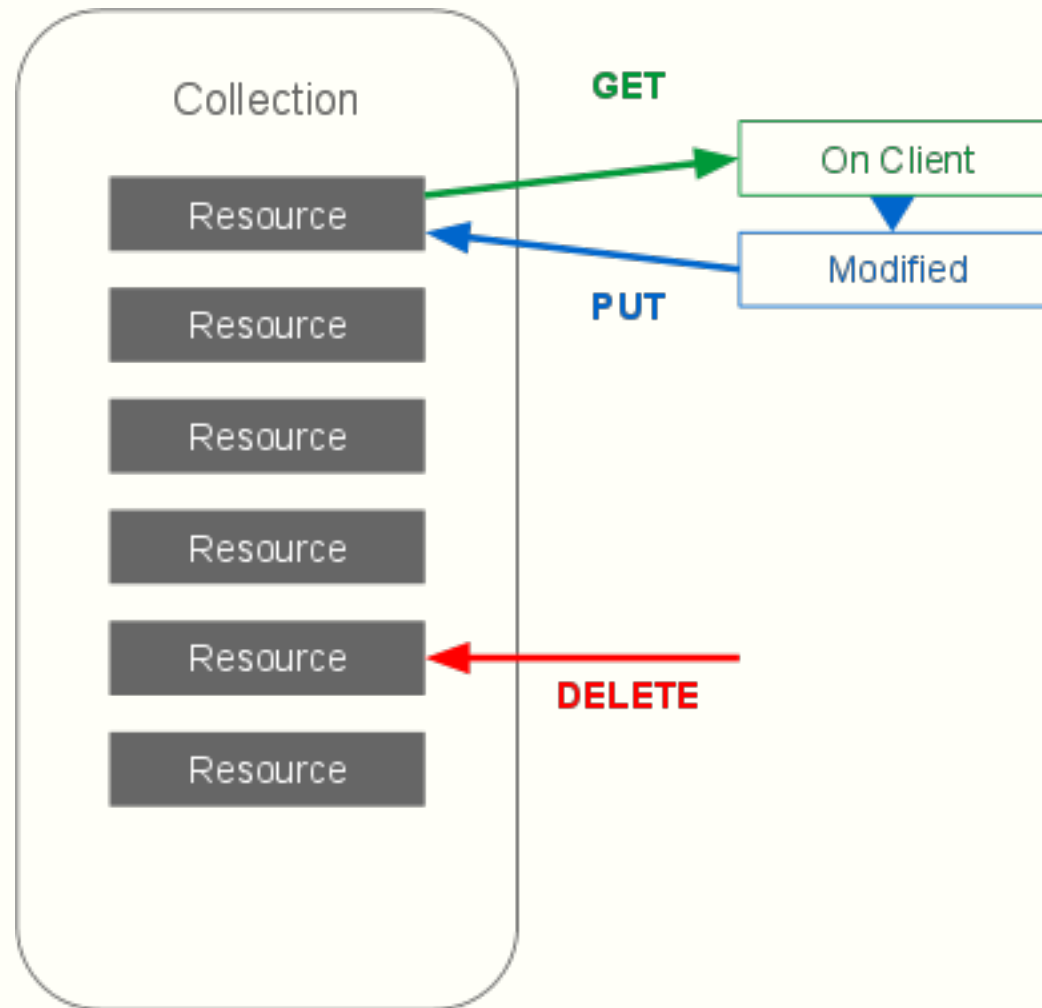 Collection
GET
On Client
Resource
Modified
PUT
Resource
Resource
Resource
Resource
DELETE
Resource